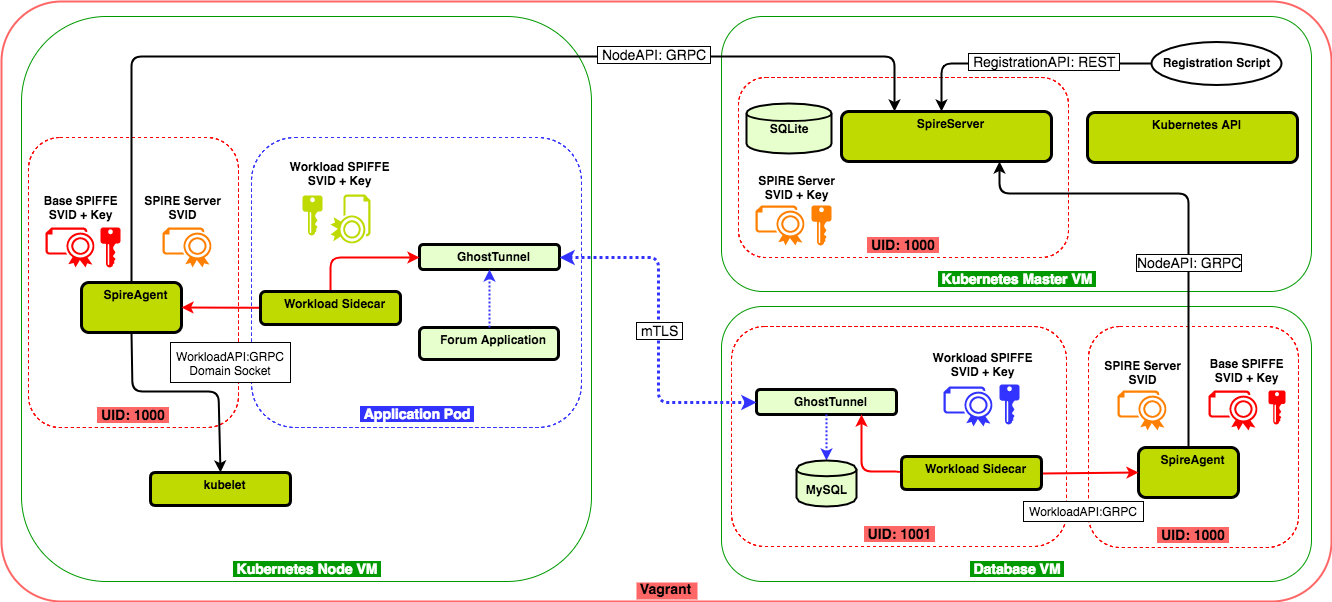 NodeAPI: GRPC
RegistrationAPI: REST
Registration Script
SQLite
SpireServer
Kubernetes API
SPIRE Server
SVID + Key
UID: 1000
Kubernetes Master VM
Workload SPIFFE
SVID + Key
Base SPIFFE
SVID + Key
SPIRE Server
SVID
GhostTunnel
SpireAgent
Workload Sidecar
Forum Application
WorkloadAPI:GRPC
Domain Socket
UID: 1000
Application Pod
kubelet
Kubernetes Node VM
mTLS
NodeAPI: GRPC
Workload SPIFFE
SVID + Key
SPIRE Server
SVID
Base SPIFFE
SVID + Key
GhostTunnel
MySQL
Workload Sidecar
SpireAgent
WorkloadAPI:GRPC
UID: 1001
UID: 1000
Database VM
Vagrant